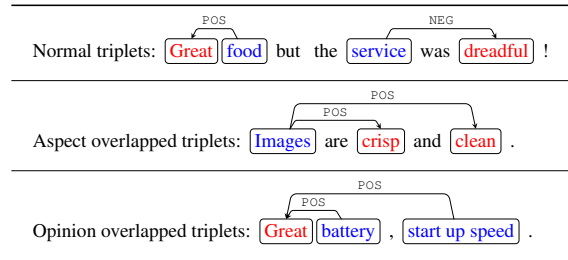 POS NEG
Normal triplets: Great food but the service was dreadful !
POS
POS
Aspect overlapped triplets: Images are crisp and clean .
POS
POS
Opinion overlapped triplets: Great battery , start up speed .